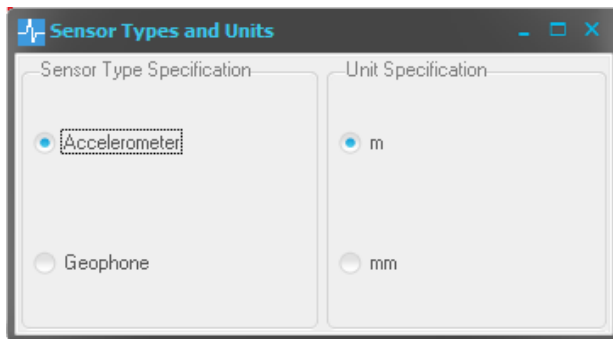 Sensor Types and Units
Sensor Type Specification
Unit Specification
Accelerometer
m
Geophone
mm